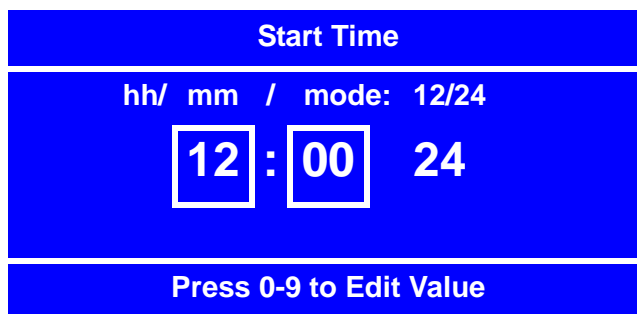 Start Time
hh/ mm / mode: 12/24
12 : 00 24
Press 0-9 to Edit Value